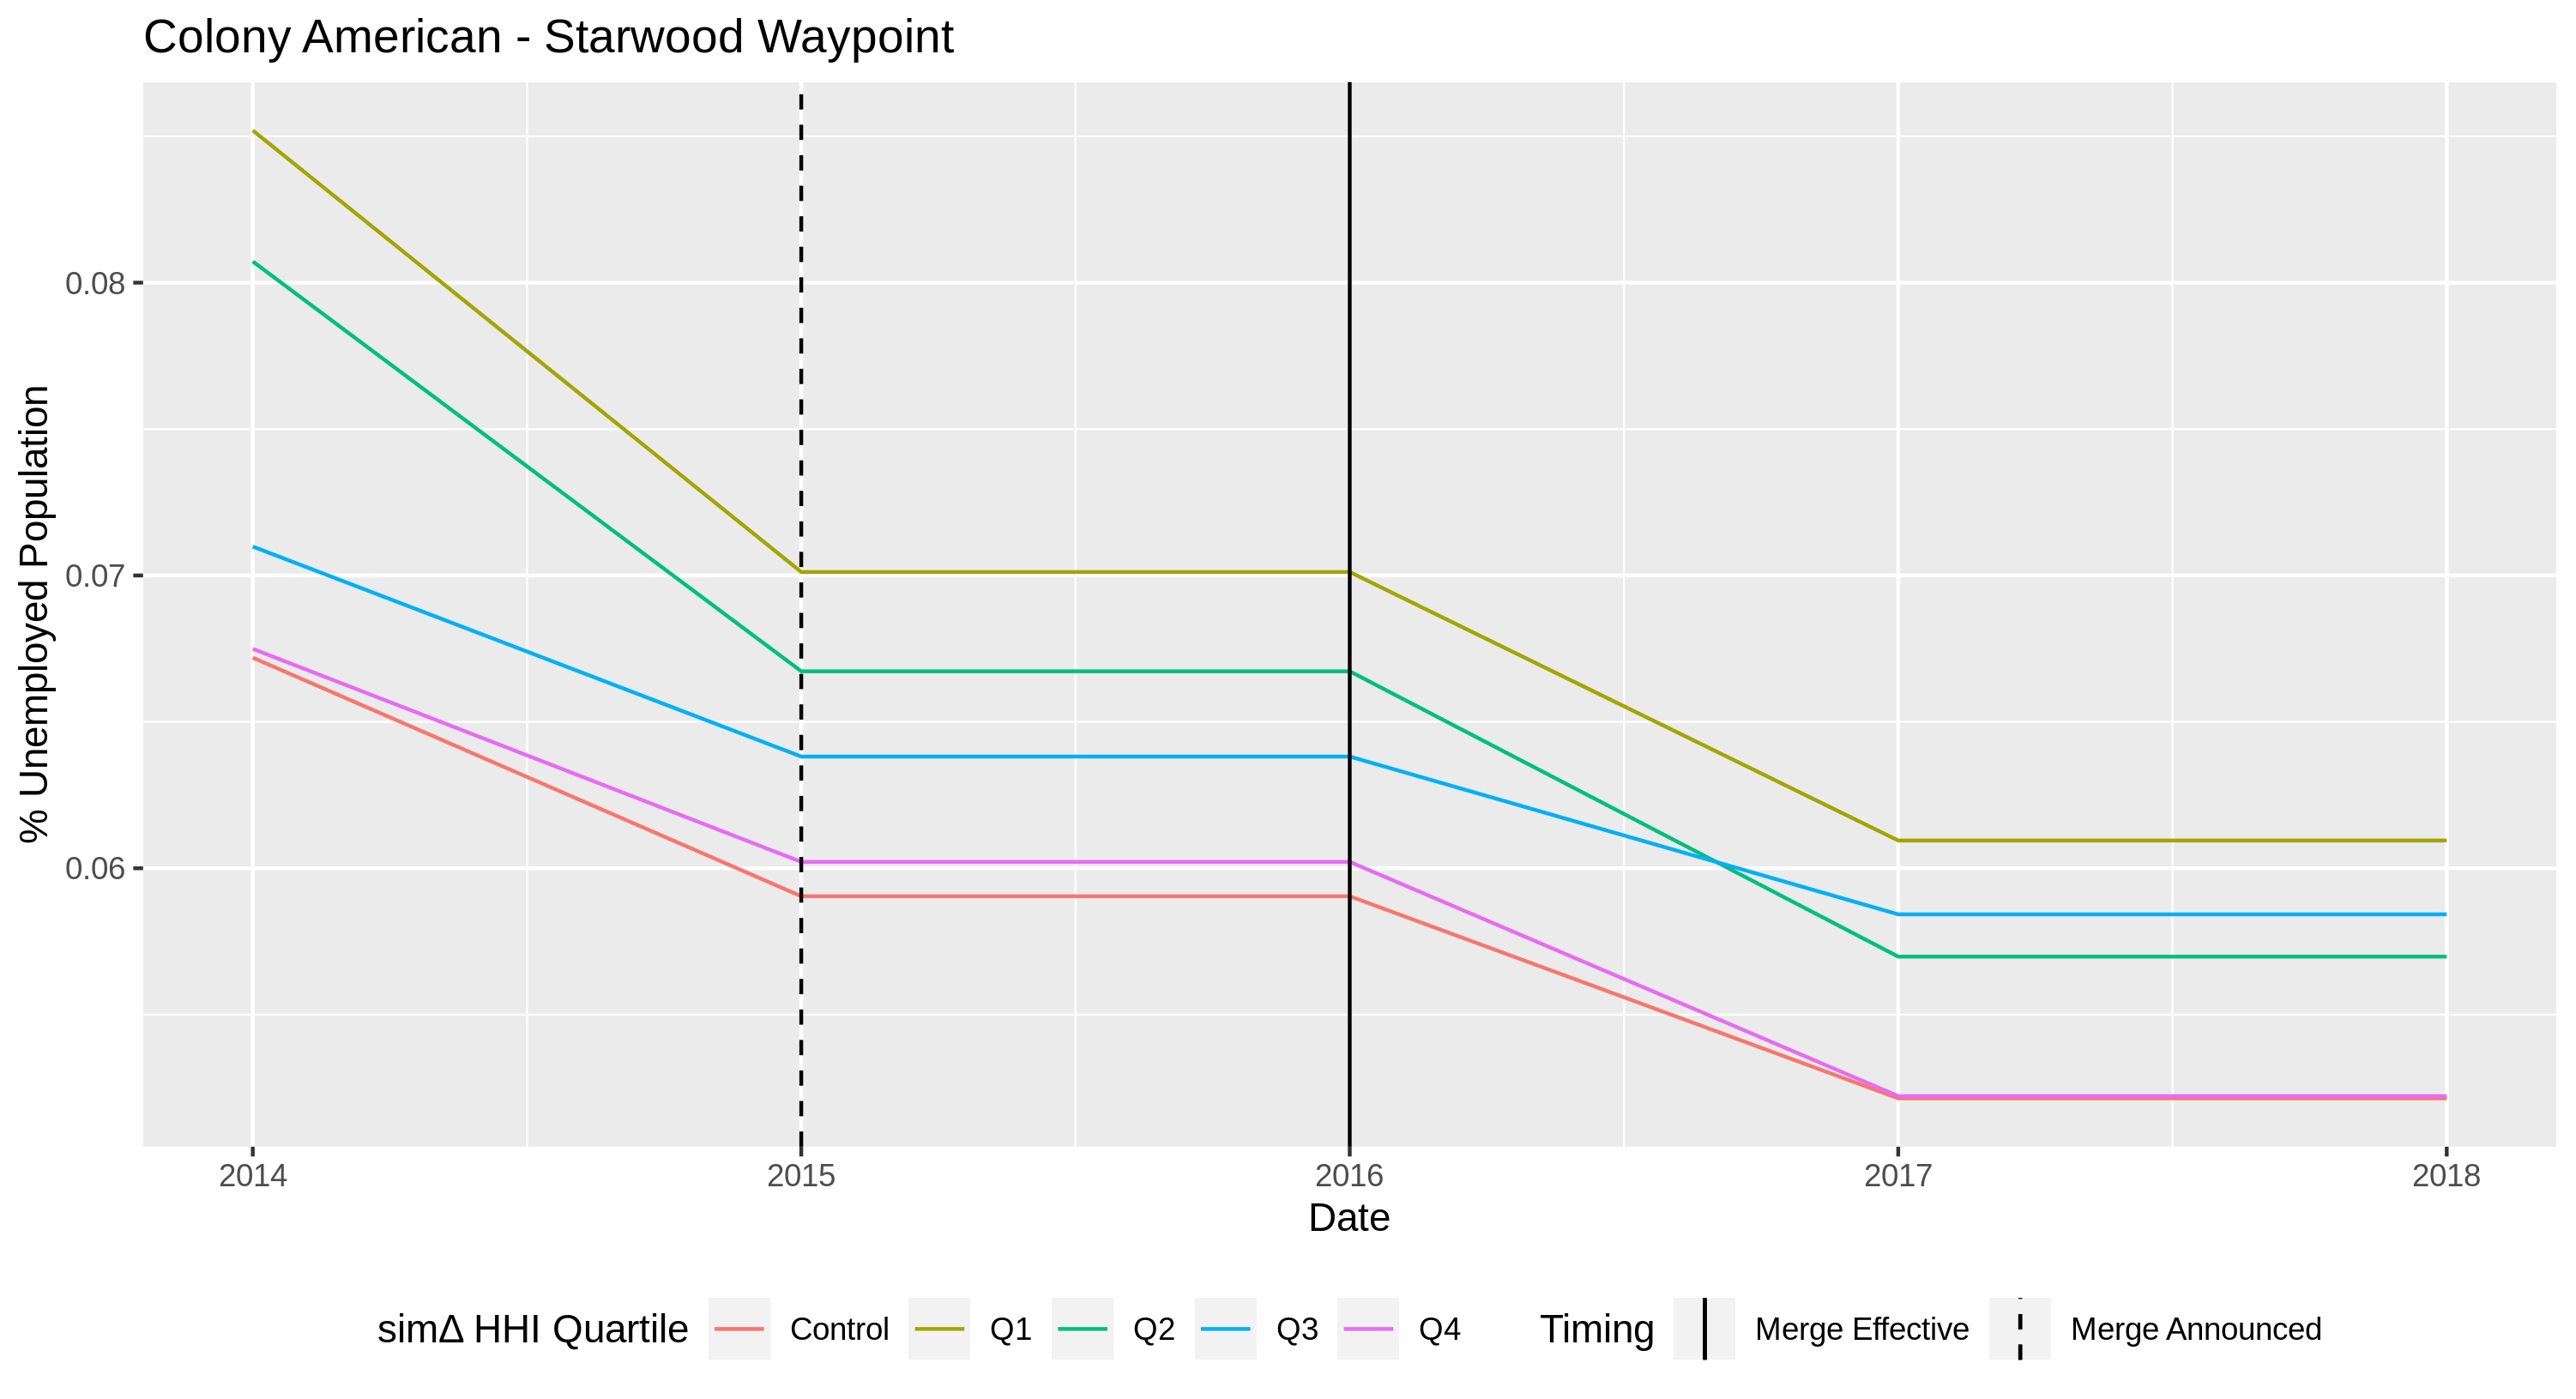 Colony American - Starwood Waypoint
% Unemployed Population
0.08
0.07
0.06
2014 2015 2016 2017 2018
Date
simΔ HHI Quartile Control Q1 Q2 Q3 Q4 Timing Merge Effective Merge Announced